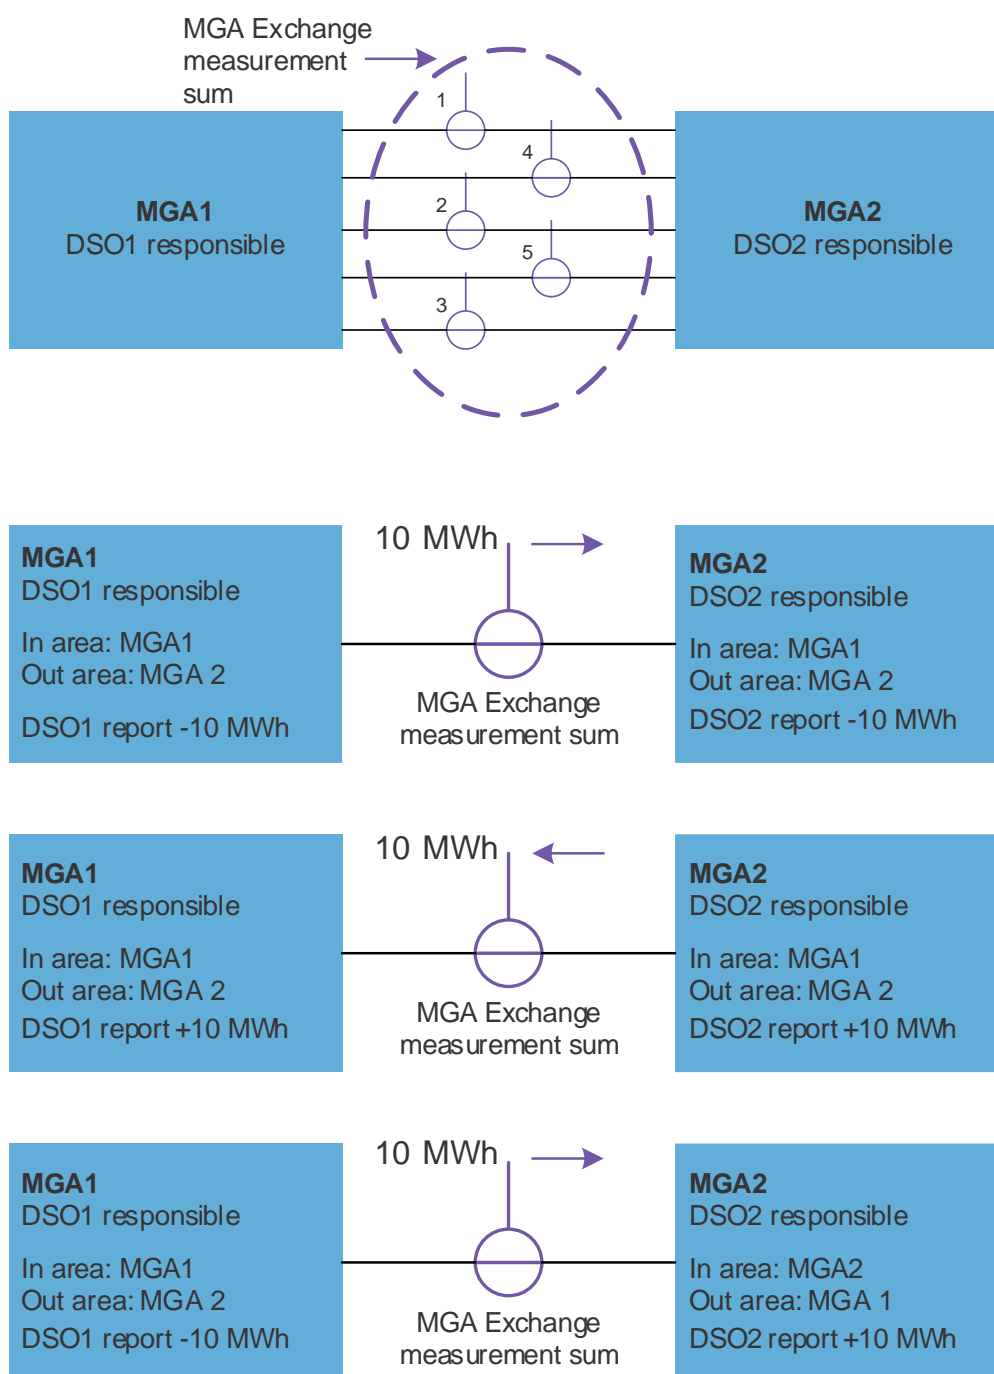 MGA Exchange
measurement
sum
1
4
2
5
3
MGA1
DSO1 responsible
MGA2
DSO2 responsible
10 MWh
MGA1
DSO1 responsible
In area: MGA1
Out area: MGA 2
DSO1 report -10 MWh
MGA Exchange
measurement sum
MGA2
DSO2 responsible
In area: MGA1
Out area: MGA 2
DSO2 report -10 MWh
10 MWh
MGA1
DSO1 responsible
In area: MGA1
Out area: MGA 2
DSO1 report +10 MWh
MGA Exchange
measurement sum
MGA2
DSO2 responsible
In area: MGA1
Out area: MGA 2
DSO2 report +10 MWh
10 MWh
MGA1
DSO1 responsible
In area: MGA1
Out area: MGA 2
DSO1 report -10 MWh
MGA Exchange
measurement sum
MGA2
DSO2 responsible
In area: MGA2
Out area: MGA 1
DSO2 report +10 MWh